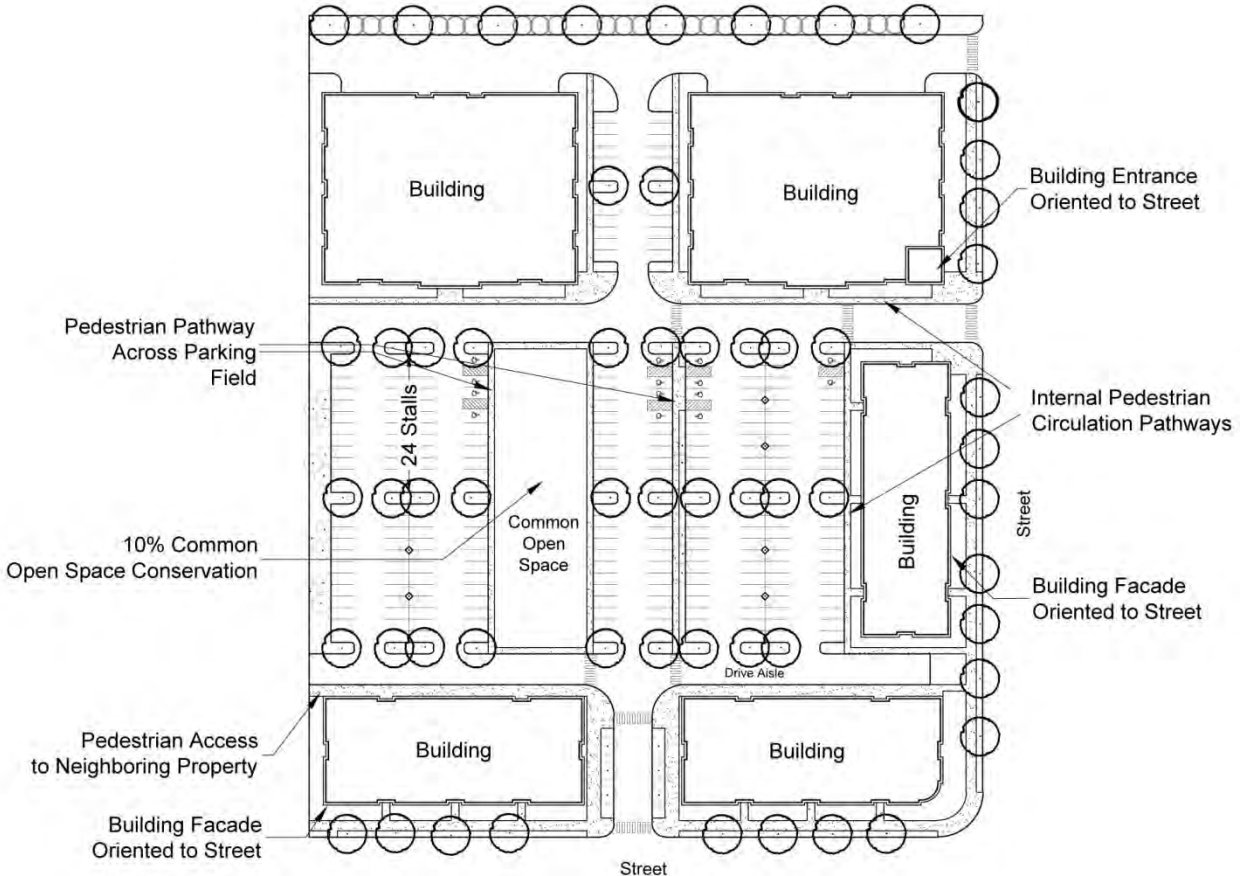 Building
Building
Building Entrance
Oriented to Street
Pedestrian Pathway
Across Parking
Field
24 Stalls
Internal Pedestrian
Circulation Pathways
10% Common
Open Space Conservation
Common
Open
Space
Building
Street
Building Facade
Oriented to Street
Drive Aisle
Pedestrian Access
to Neighboring Property
Building
Building
Building Facade
Oriented to Street
Street